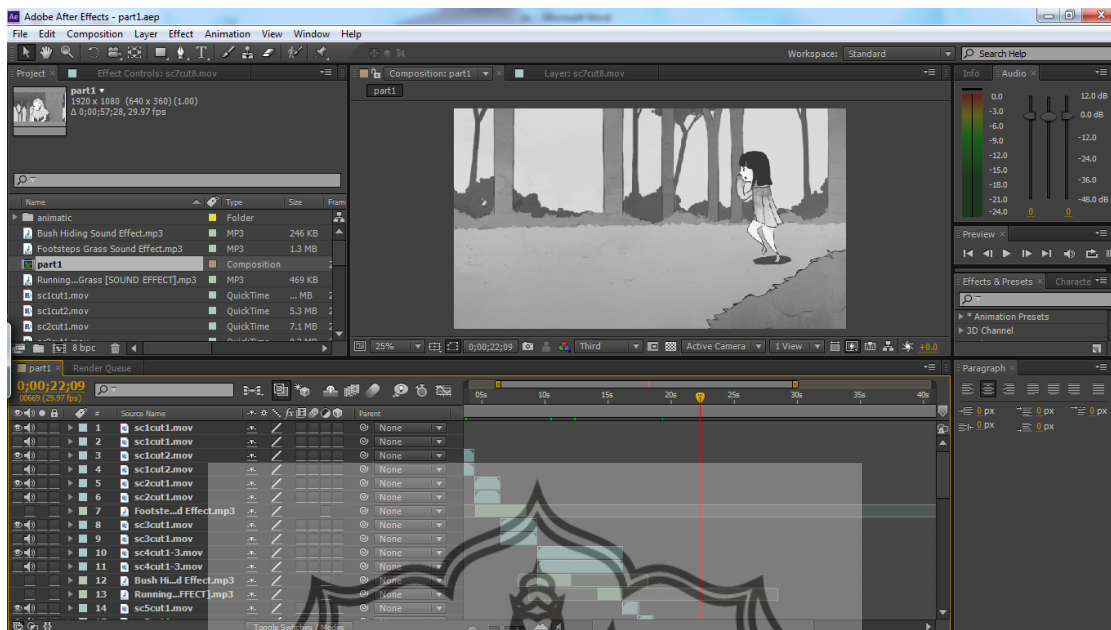 Ae Adobe After Effects - part1.aep
File Edit Composition Layer Effect Animation View Window Help
Workspace: Standard Search Help
Project × Effect Controls: sc7cut8.mov
Composition: part1 × Layer: sc7cut8.mov
Info Audio ×
part1
part1
1920 x 1080 (640 x 360) (1.00)
Δ 0;00;57;28, 29.97 fps
0.0 12.0 dB
-3.0 0.0 dB
-6.0
-9.0 -12.0
-12.0 -24.0
-15.0
-18.0 -36.0
-21.0 -48.0 dB
-24.0 0 0
Name Type Size Fram
animatic Folder
Bush Hiding Sound Effect.mp3 MP3 246 KB
Footsteps Grass Sound Effect.mp3 MP3 1.3 MB
part1 Composition 2
Running...Grass [SOUND EFFECT].mp3 MP3 469 KB
sc1cut1.mov QuickTime ... MB 2
sc1cut2.mov QuickTime 5.3 MB 2
sc2cut1.mov QuickTime 7.1 MB 2
8 bpc
Preview ×
Effects & Presets × Characte
* Animation Presets
3D Channel
25% 0;00;22;09 Third Active Camera 1 View +0.0
part1 × Render Queue
Paragraph ×
0;00;22;09
00669 (29.97 fps)
05s 10s 15s 20s 25s 30s 35s 40s
# Source Name Parent
0 px 0 px 0 px
0 px 0 px
1 sc1cut1.mov None
2 sc1cut1.mov None
3 sc1cut2.mov None
4 sc1cut2.mov None
5 sc2cut1.mov None
6 sc2cut1.mov None
7 Footste...d Effect.mp3 None
8 sc3cut1.mov None
9 sc3cut1.mov None
10 sc4cut1-3.mov None
11 sc4cut1-3.mov None
12 Bush Hi...d Effect.mp3 None
13 Running...FFECT].mp3 None
14 sc5cut1.mov None
Toggle Switches / Modes